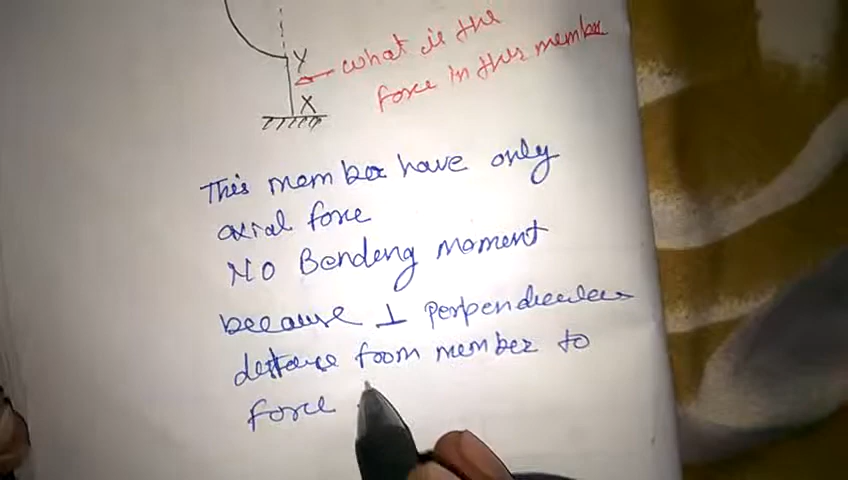 Y
what is the
force in this member
X
This member have only
axial force
No Bending moment
because ⊥ perpendicular
distance from member to
force